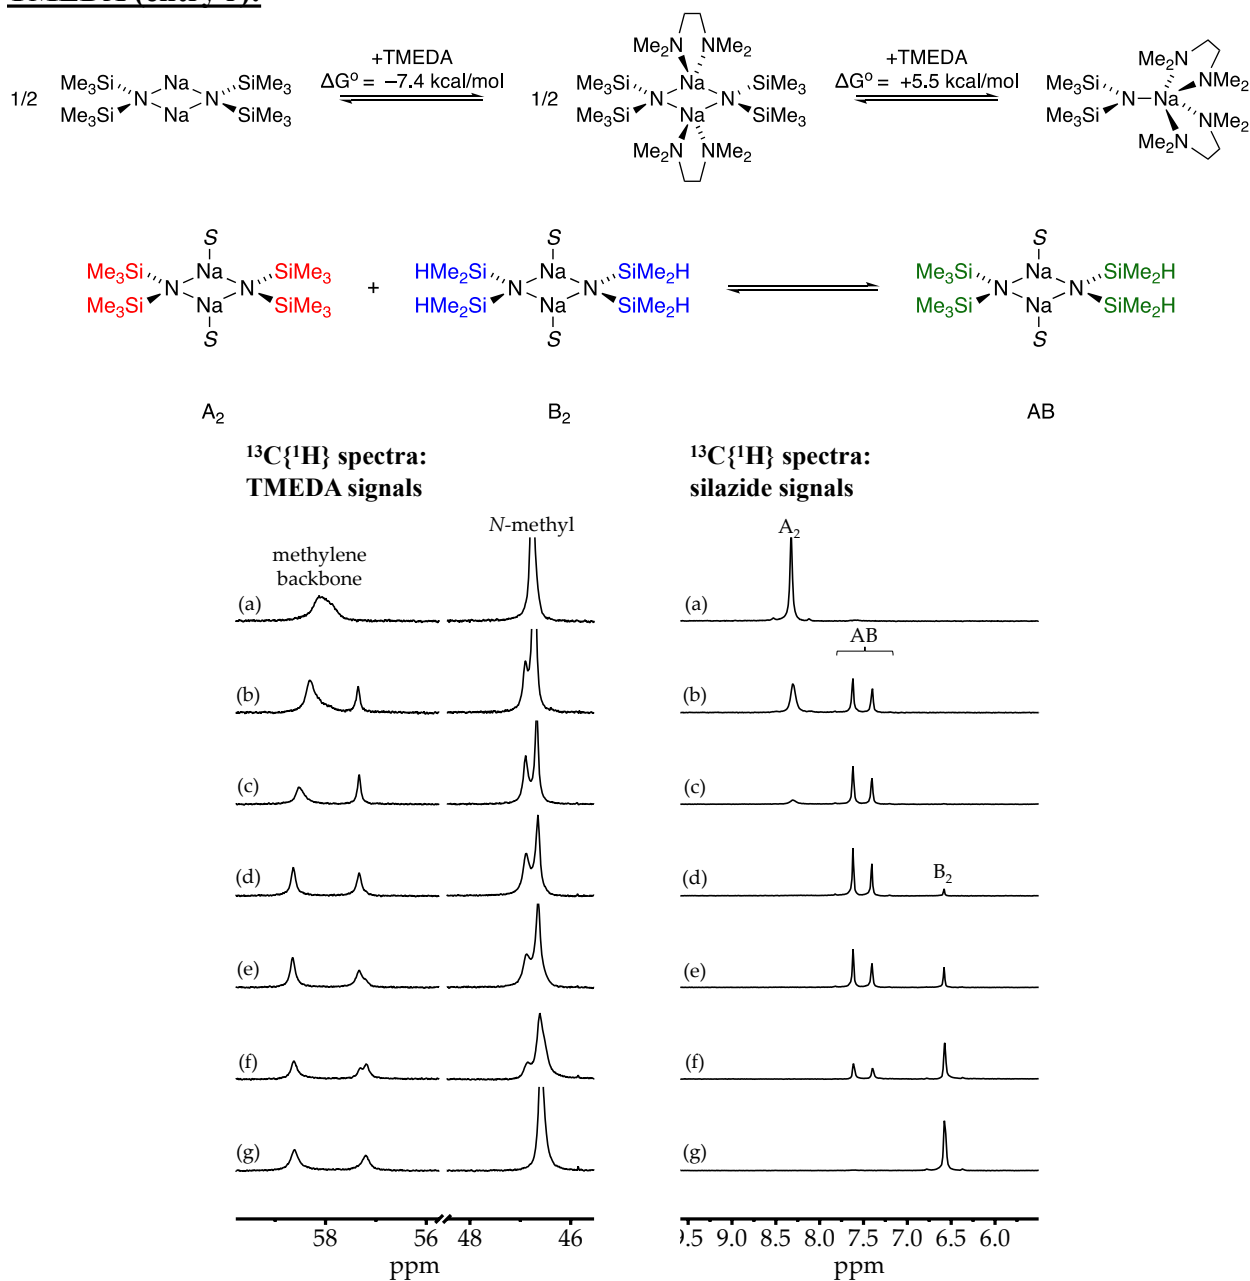 TMEDA (entry 1):
+TMEDA
ΔG° = −7.4 kcal/mol
+TMEDA
ΔG° = +5.5 kcal/mol
1/2 Me3Si Me3Si N Na Na N SiMe3 SiMe3
1/2 Me2N NMe2 Me3Si Me3Si N Na Na N SiMe3 SiMe3 Me2N NMe2
Me3Si Me3Si N Na Me2N NMe2 NMe2 Me2N
S Me3Si Me3Si N Na Na N SiMe3 SiMe3 S
+
S HMe2Si HMe2Si N Na Na N SiMe2H SiMe2H S
S Me3Si Me3Si N Na Na N SiMe2H SiMe2H S
A2 B2 AB
13C{1H} spectra:
TMEDA signals
13C{1H} spectra:
silazide signals
methylene
backbone
N-methyl
A2
(a) (a)
AB
(b) (b)
(c) (c)
B2
(d) (d)
(e) (e)
(f) (f)
(g) (g)
58 56 48 46
ppm
9.5 9.0 8.5 8.0 7.5 7.0 6.5 6.0
ppm